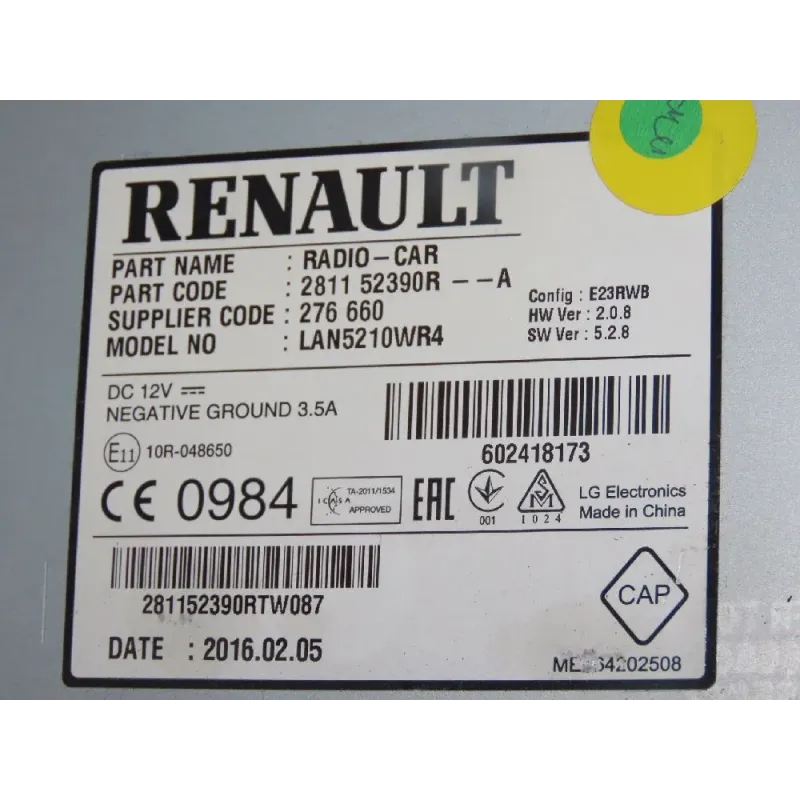 RENAULT
PART NAME : RADIO-CAR
PART CODE : 2811 52390R --A
SUPPLIER CODE : 276 660
MODEL NO : LAN5210WR4
Config : E23RWB
HW Ver : 2.0.8
SW Ver : 5.2.8
DC 12V
NEGATIVE GROUND 3.5A
602418173
E11 10R-048650
CE 0984
ICASA
TA-2011/1534
APPROVED
EAC
001
SM
1024
LG Electronics
Made in China
281152390RTW087
CAP
DATE : 2016.02.05
64202508